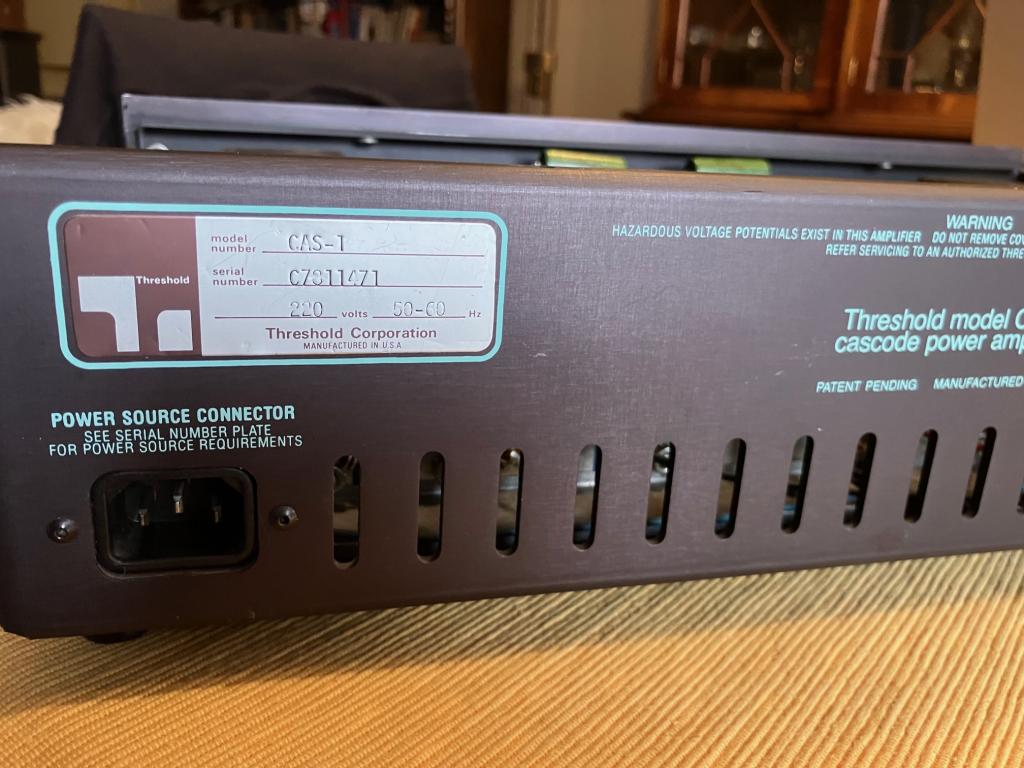 Threshold
model number CAS-1
serial number C7811471
220 volts 50-60 Hz
Threshold Corporation
MANUFACTURED IN U.S.A.
WARNING
HAZARDOUS VOLTAGE POTENTIALS EXIST IN THIS AMPLIFIER DO NOT REMOVE COV
REFER SERVICING TO AN AUTHORIZED THRE
Threshold model C
cascode power amp
PATENT PENDING MANUFACTURED
POWER SOURCE CONNECTOR
SEE SERIAL NUMBER PLATE
FOR POWER SOURCE REQUIREMENTS